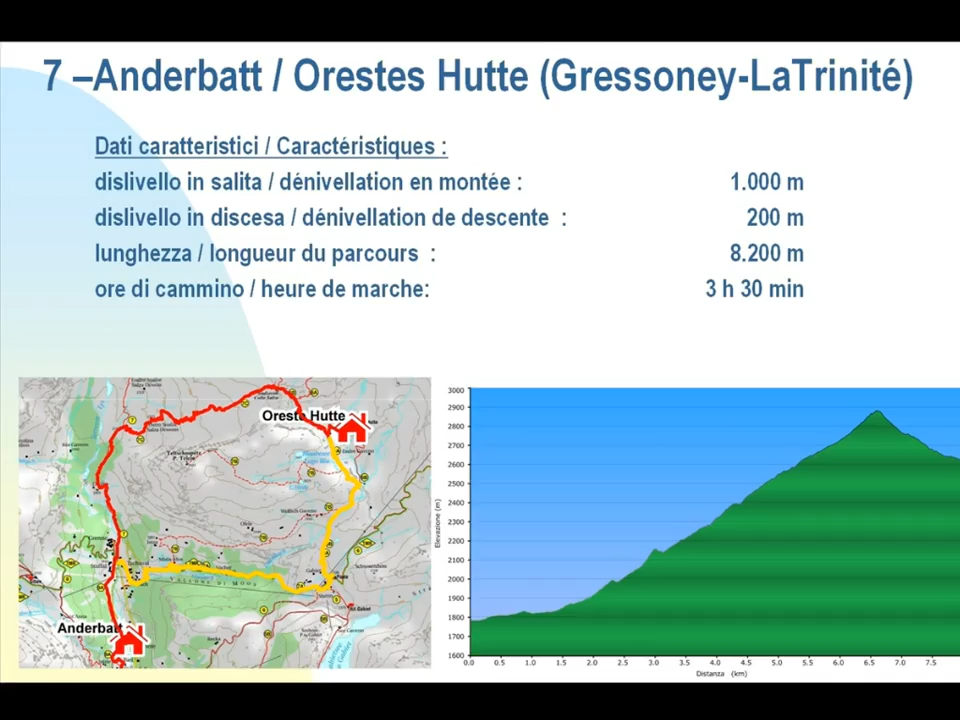 7 –Anderbatt / Orestes Hutte (Gressoney-LaTrinité)
Dati caratteristici / Caractéristiques :
dislivello in salita / dénivellation en montée : 1.000 m
dislivello in discesa / dénivellation de descente : 200 m
lunghezza / longueur du parcours : 8.200 m
ore di cammino / heure de marche: 3 h 30 min
Oreste Hutte
Anderbatt
3000
2900
2800
2700
2600
2500
2400
2300
2200
2100
2000
1900
1800
1700
1600
Elevazione (m)
0.0 0.5 1.0 1.5 2.0 2.5 3.0 3.5 4.0 4.5 5.0 5.5 6.0 6.5 7.0 7.5
Distanza (km)